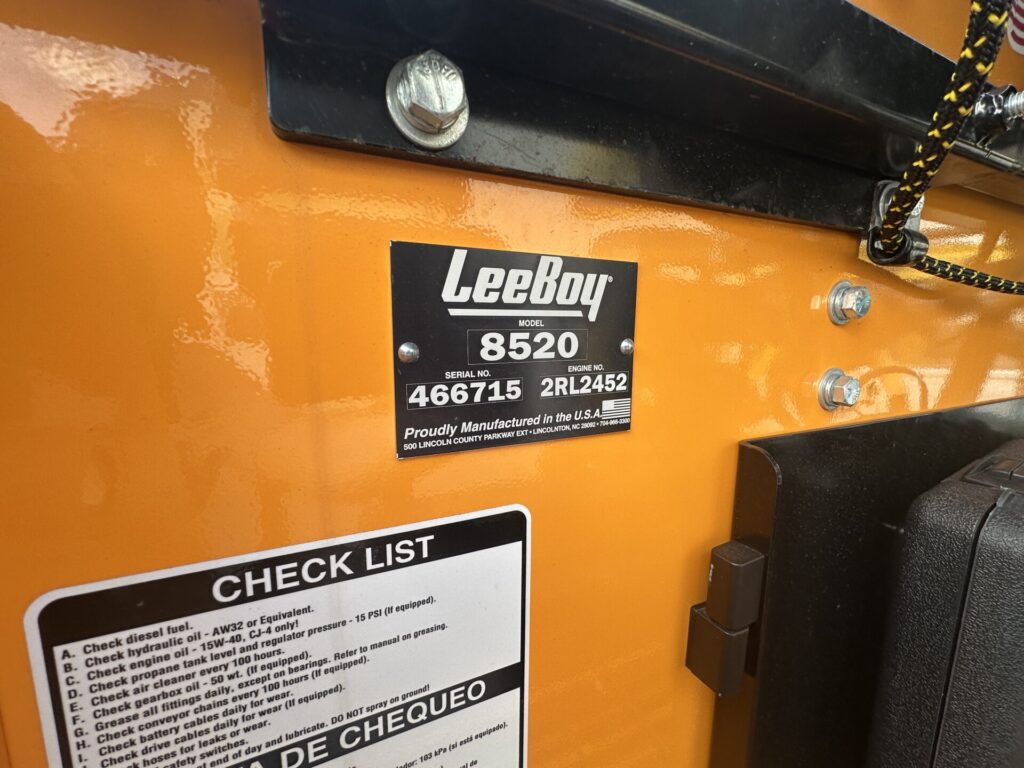 LeeBoy®
MODEL
8520
SERIAL NO. ENGINE NO.
466715 2RL2452
Proudly Manufactured in the U.S.A.
500 LINCOLN COUNTY PARKWAY EXT • LINCOLNTON, NC 28092 • 704-966-3300
CHECK LIST
A. Check diesel fuel.
B. Check hydraulic oil - AW32 or Equivalent.
C. Check engine oil - 15W-40, CJ-4 only!
D. Check propane tank level and regulator pressure - 15 PSI (If equipped).
E. Check air cleaner every 100 hours.
F. Check gearbox oil - 50 wt. (If equipped).
G. Grease all fittings daily, except on bearings. Refer to manual on greasing.
H. Check conveyor chains every 100 hours (If equipped).
I. Check battery cables daily for wear.
Check drive cables daily for wear (If equipped).
hoses for leaks or wear.
safety switches.
end of day and lubricate. DO NOT spray on ground!
DE CHEQUEO
103 kPa (si está equipado).